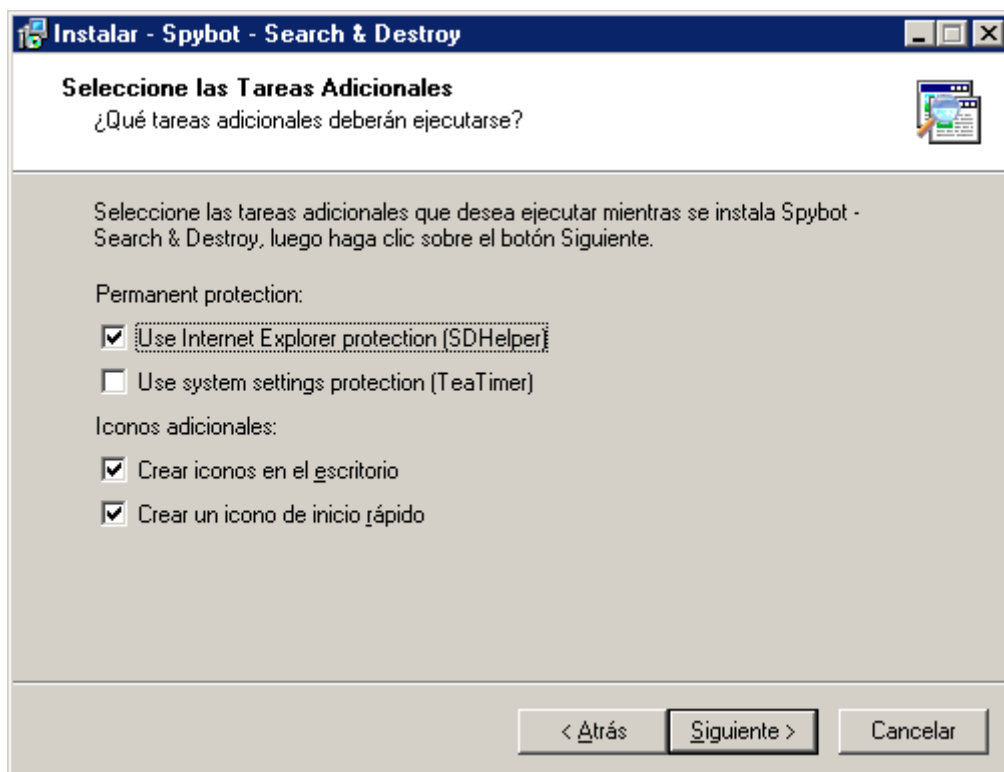 Instalar - Spybot - Search & Destroy
Seleccione las Tareas Adicionales
¿Qué tareas adicionales deberán ejecutarse?
Seleccione las tareas adicionales que desea ejecutar mientras se instala Spybot -
Search & Destroy, luego haga clic sobre el botón Siguiente.
Permanent protection:
Use Internet Explorer protection (SDHelper)
Use system settings protection (TeaTimer)
Iconos adicionales:
Crear iconos en el escritorio
Crear un icono de inicio rápido
< Atrás
Siguiente >
Cancelar